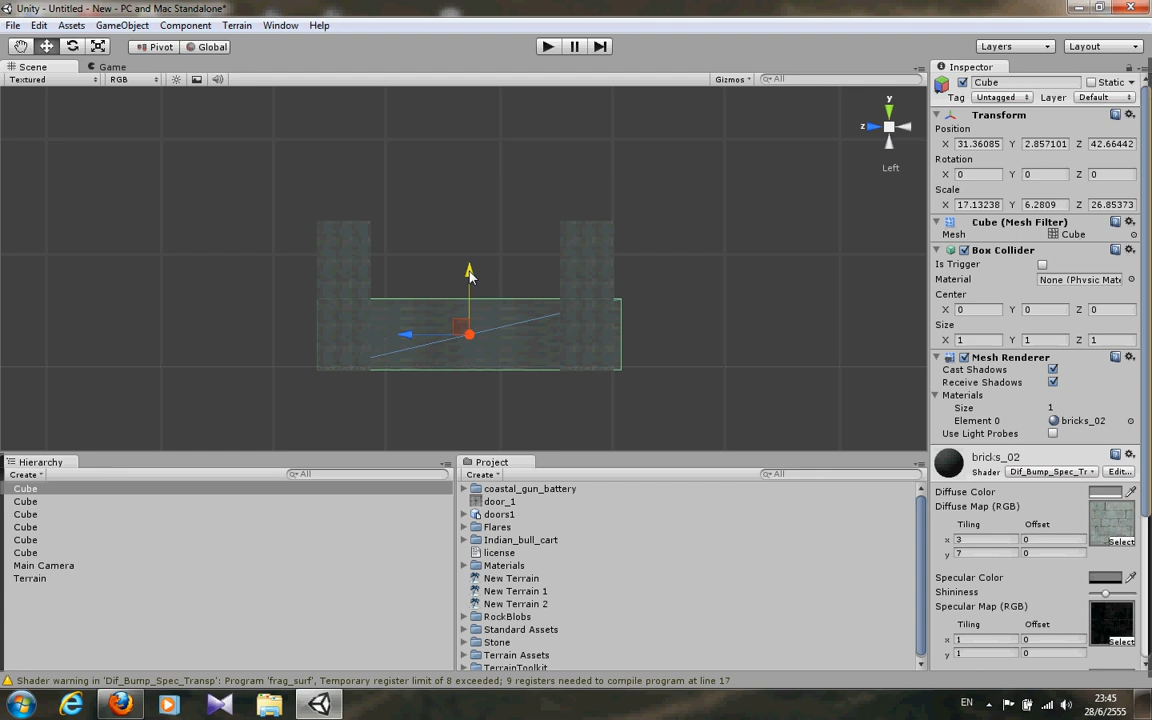 Unity - Untitled - New - PC and Mac Standalone*
File Edit Assets GameObject Component Terrain Window Help
Pivot Global Layers Layout
Scene Game Inspector
Textured RGB Gizmos All
Cube Static
Tag Untagged Layer Default
Transform
Position
X 31.36085 Y 2.857101 Z 42.66442
Rotation
X 0 Y 0 Z 0
Scale
X 17.13238 Y 6.2809 Z 26.85373
y
z
Left
Cube (Mesh Filter)
Mesh Cube
Box Collider
Is Trigger
Material None (Physic Mate
Center
X 0 Y 0 Z 0
Size
X 1 Y 1 Z 1
Mesh Renderer
Cast Shadows
Receive Shadows
Materials
Size 1
Element 0 bricks_02
Use Light Probes
bricks_02
Shader Dif_Bump_Spec_Tr Edit...
Diffuse Color
Diffuse Map (RGB)
Tiling Offset
x 3 0
y 7 0
Select
Specular Color
Shininess
Specular Map (RGB)
Tiling Offset
x 1 0
y 1 0
Select
Hierarchy
Create All
Cube
Cube
Cube
Cube
Cube
Cube
Main Camera
Terrain
Project
Create All
coastal_gun_battery
door_1
doors1
Flares
Indian_bull_cart
license
Materials
New Terrain
New Terrain 1
New Terrain 2
RockBlobs
Standard Assets
Stone
Terrain Assets
TerrainToolkit
Shader warning in 'Dif_Bump_Spec_Transp': Program 'frag_surf', Temporary register limit of 8 exceeded; 9 registers needed to compile program at line 17
EN 23:45
28/6/2555